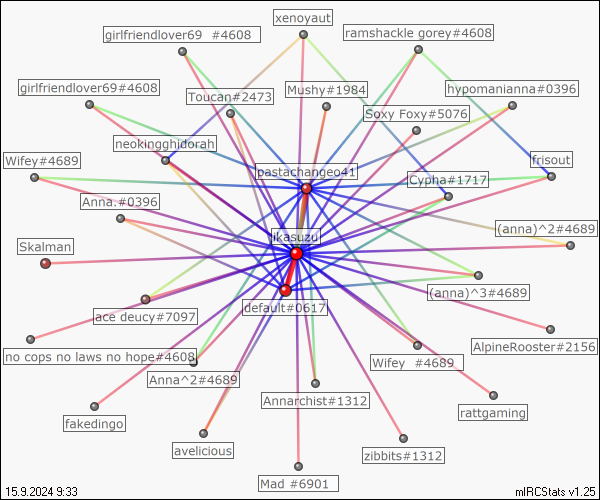 xenoyaut
girlfriendlover69 #4608
ramshackle gorey#4608
girlfriendlover69#4608
Toucan#2473
Mushy#1984
hypomanianna#0396
Soxy Foxy#5076
neokingghidorah
Wifey#4689
pastachangeo41
frisout
Cypha#1717
Anna.#0396
(anna)^2#4689
ikasuzu
Skalman
(anna)^3#4689
default#0617
ace deucy#7097
AlpineRooster#2156
no cops no laws no hope#4608
Wifey #4689
Anna^2#4689
Annarchist#1312
rattgaming
fakedingo
avelicious
zibbits#1312
Mad #6901
15.9.2024 9:33
mIRCStats v1.25